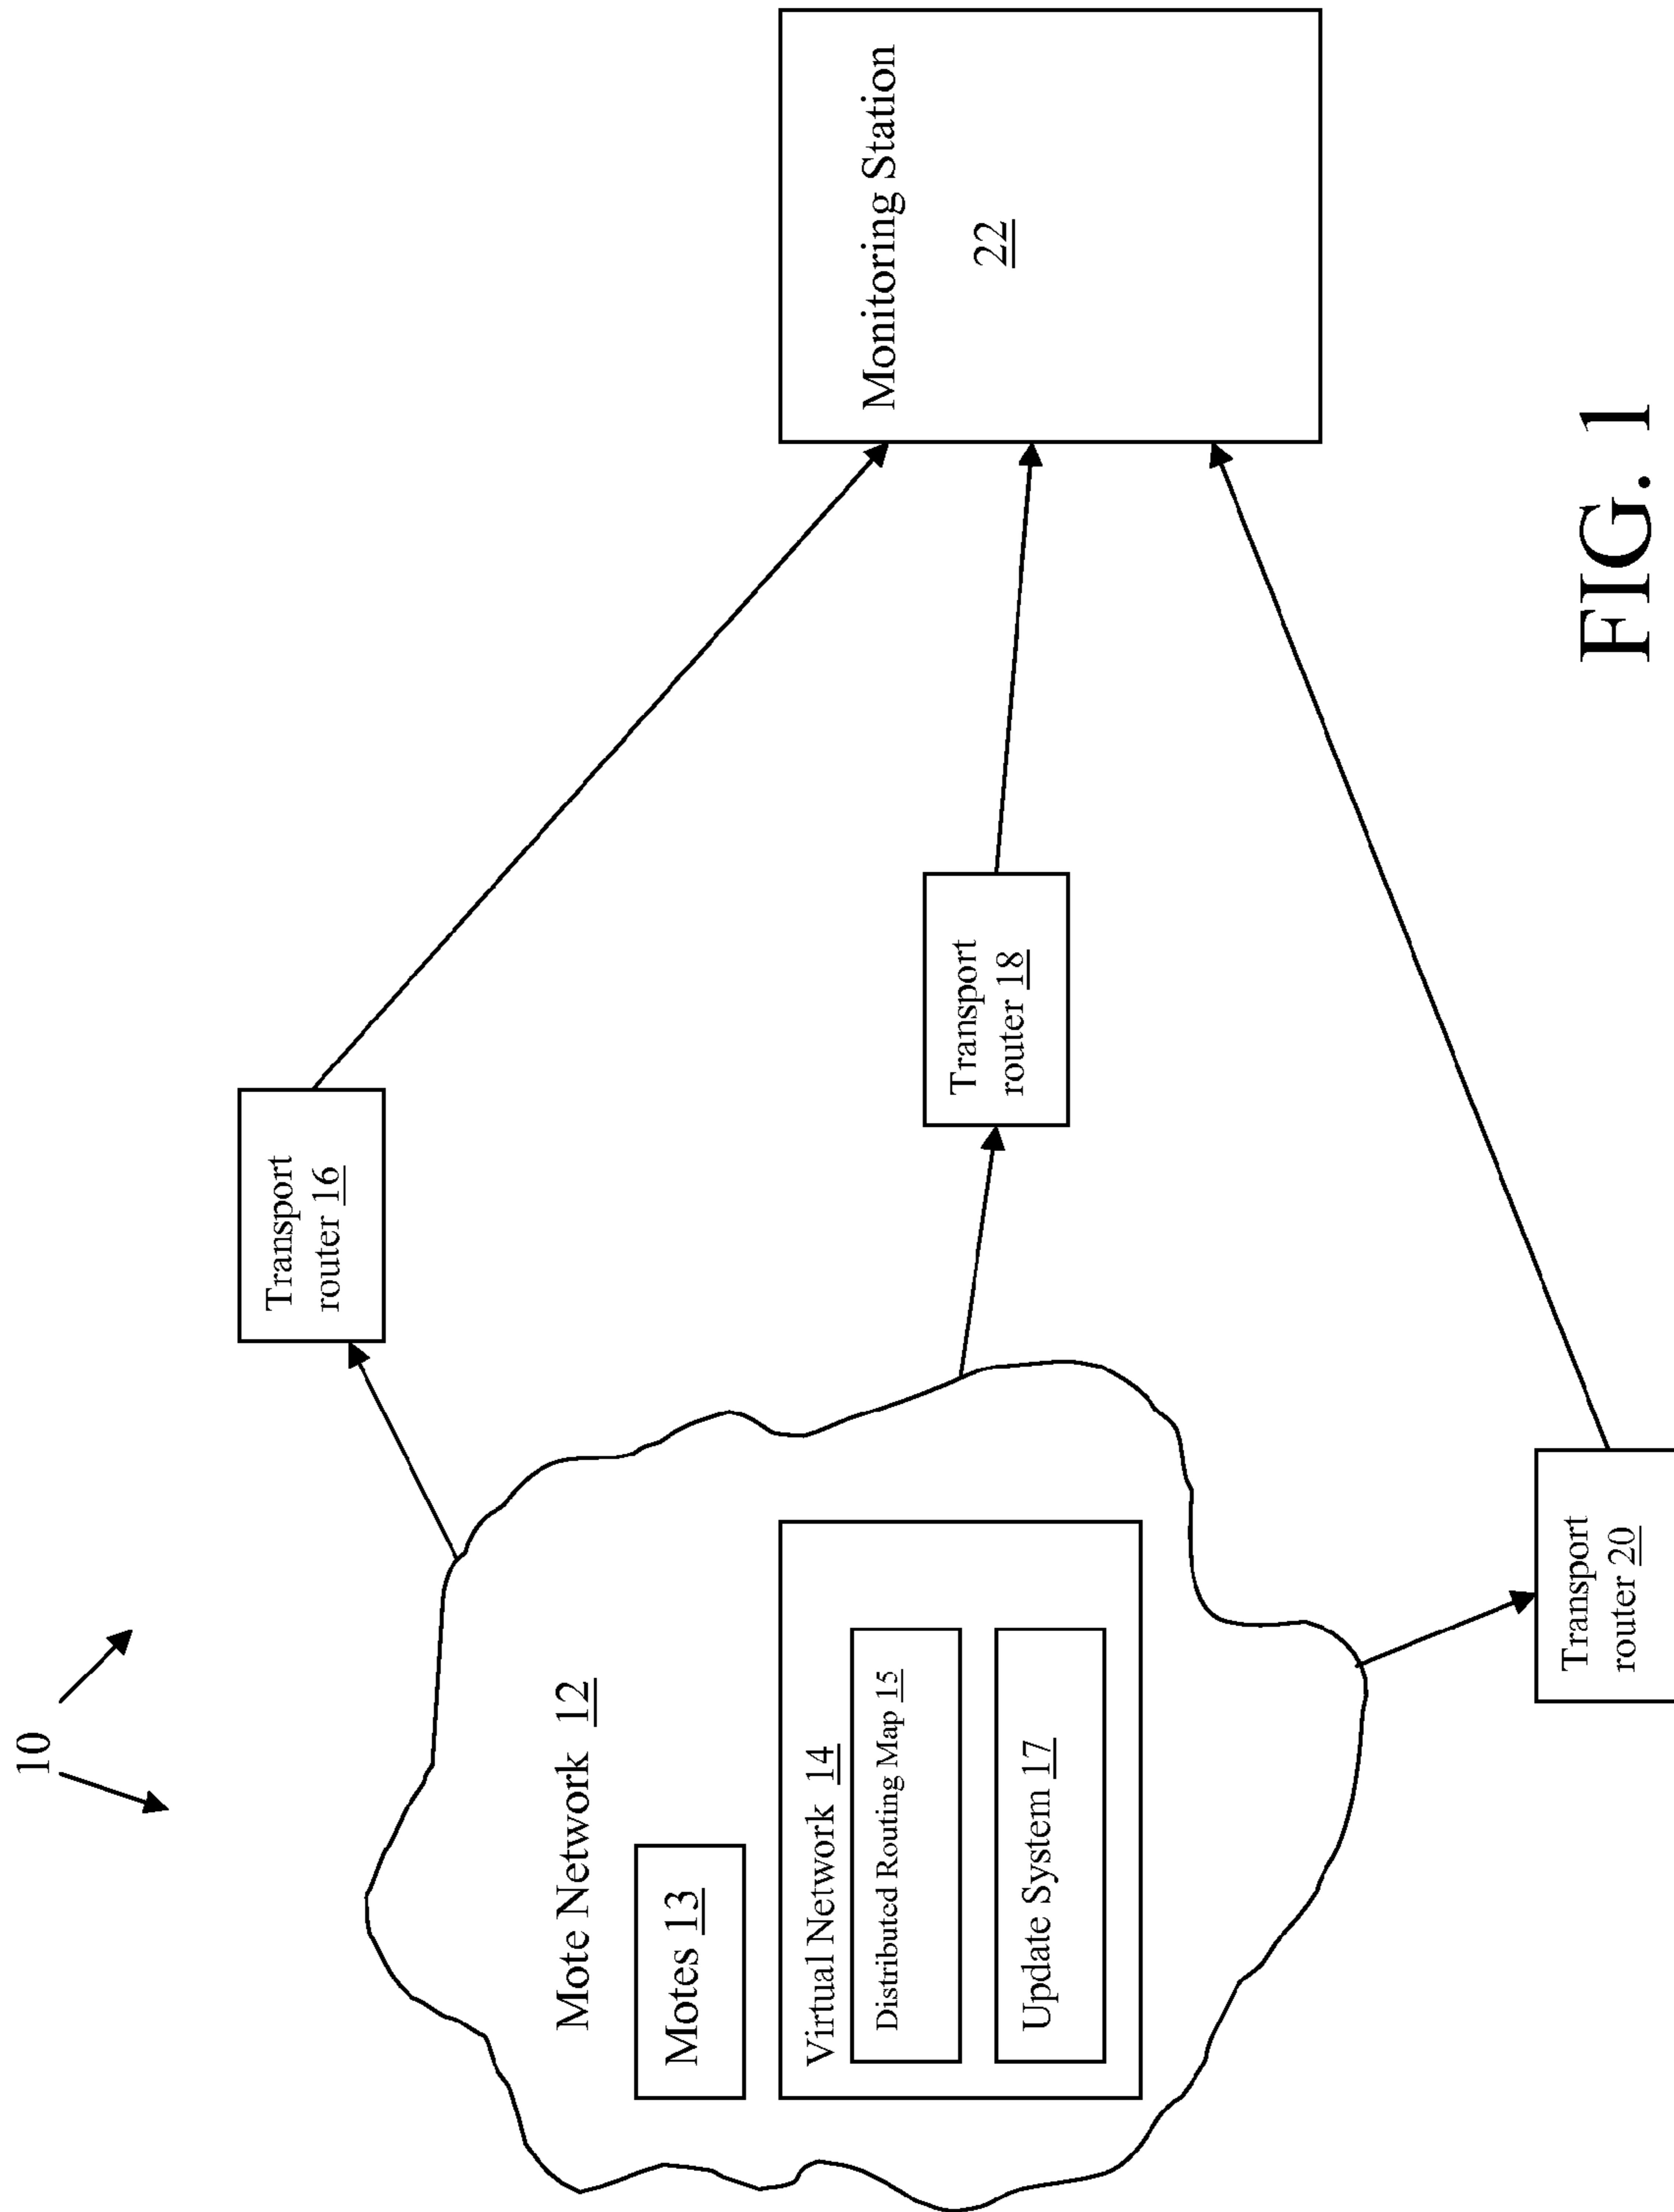 10
Transport
router 16
Mote Network 12
Motes 13
Virtual Network 14
Distributed Routing Map 15
Update System 17
Transport
router 18
Monitoring Station
22
Transport
router 20
FIG. 1